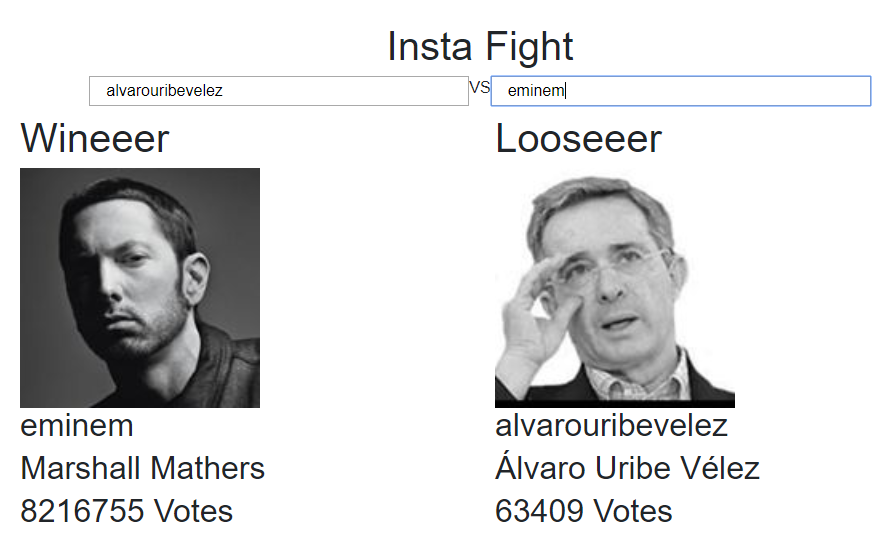 Insta Fight
alvarouribevelez VS eminem
Wineeer
Looseeer
eminem
Marshall Mathers
8216755 Votes
alvarouribevelez
Álvaro Uribe Vélez
63409 Votes